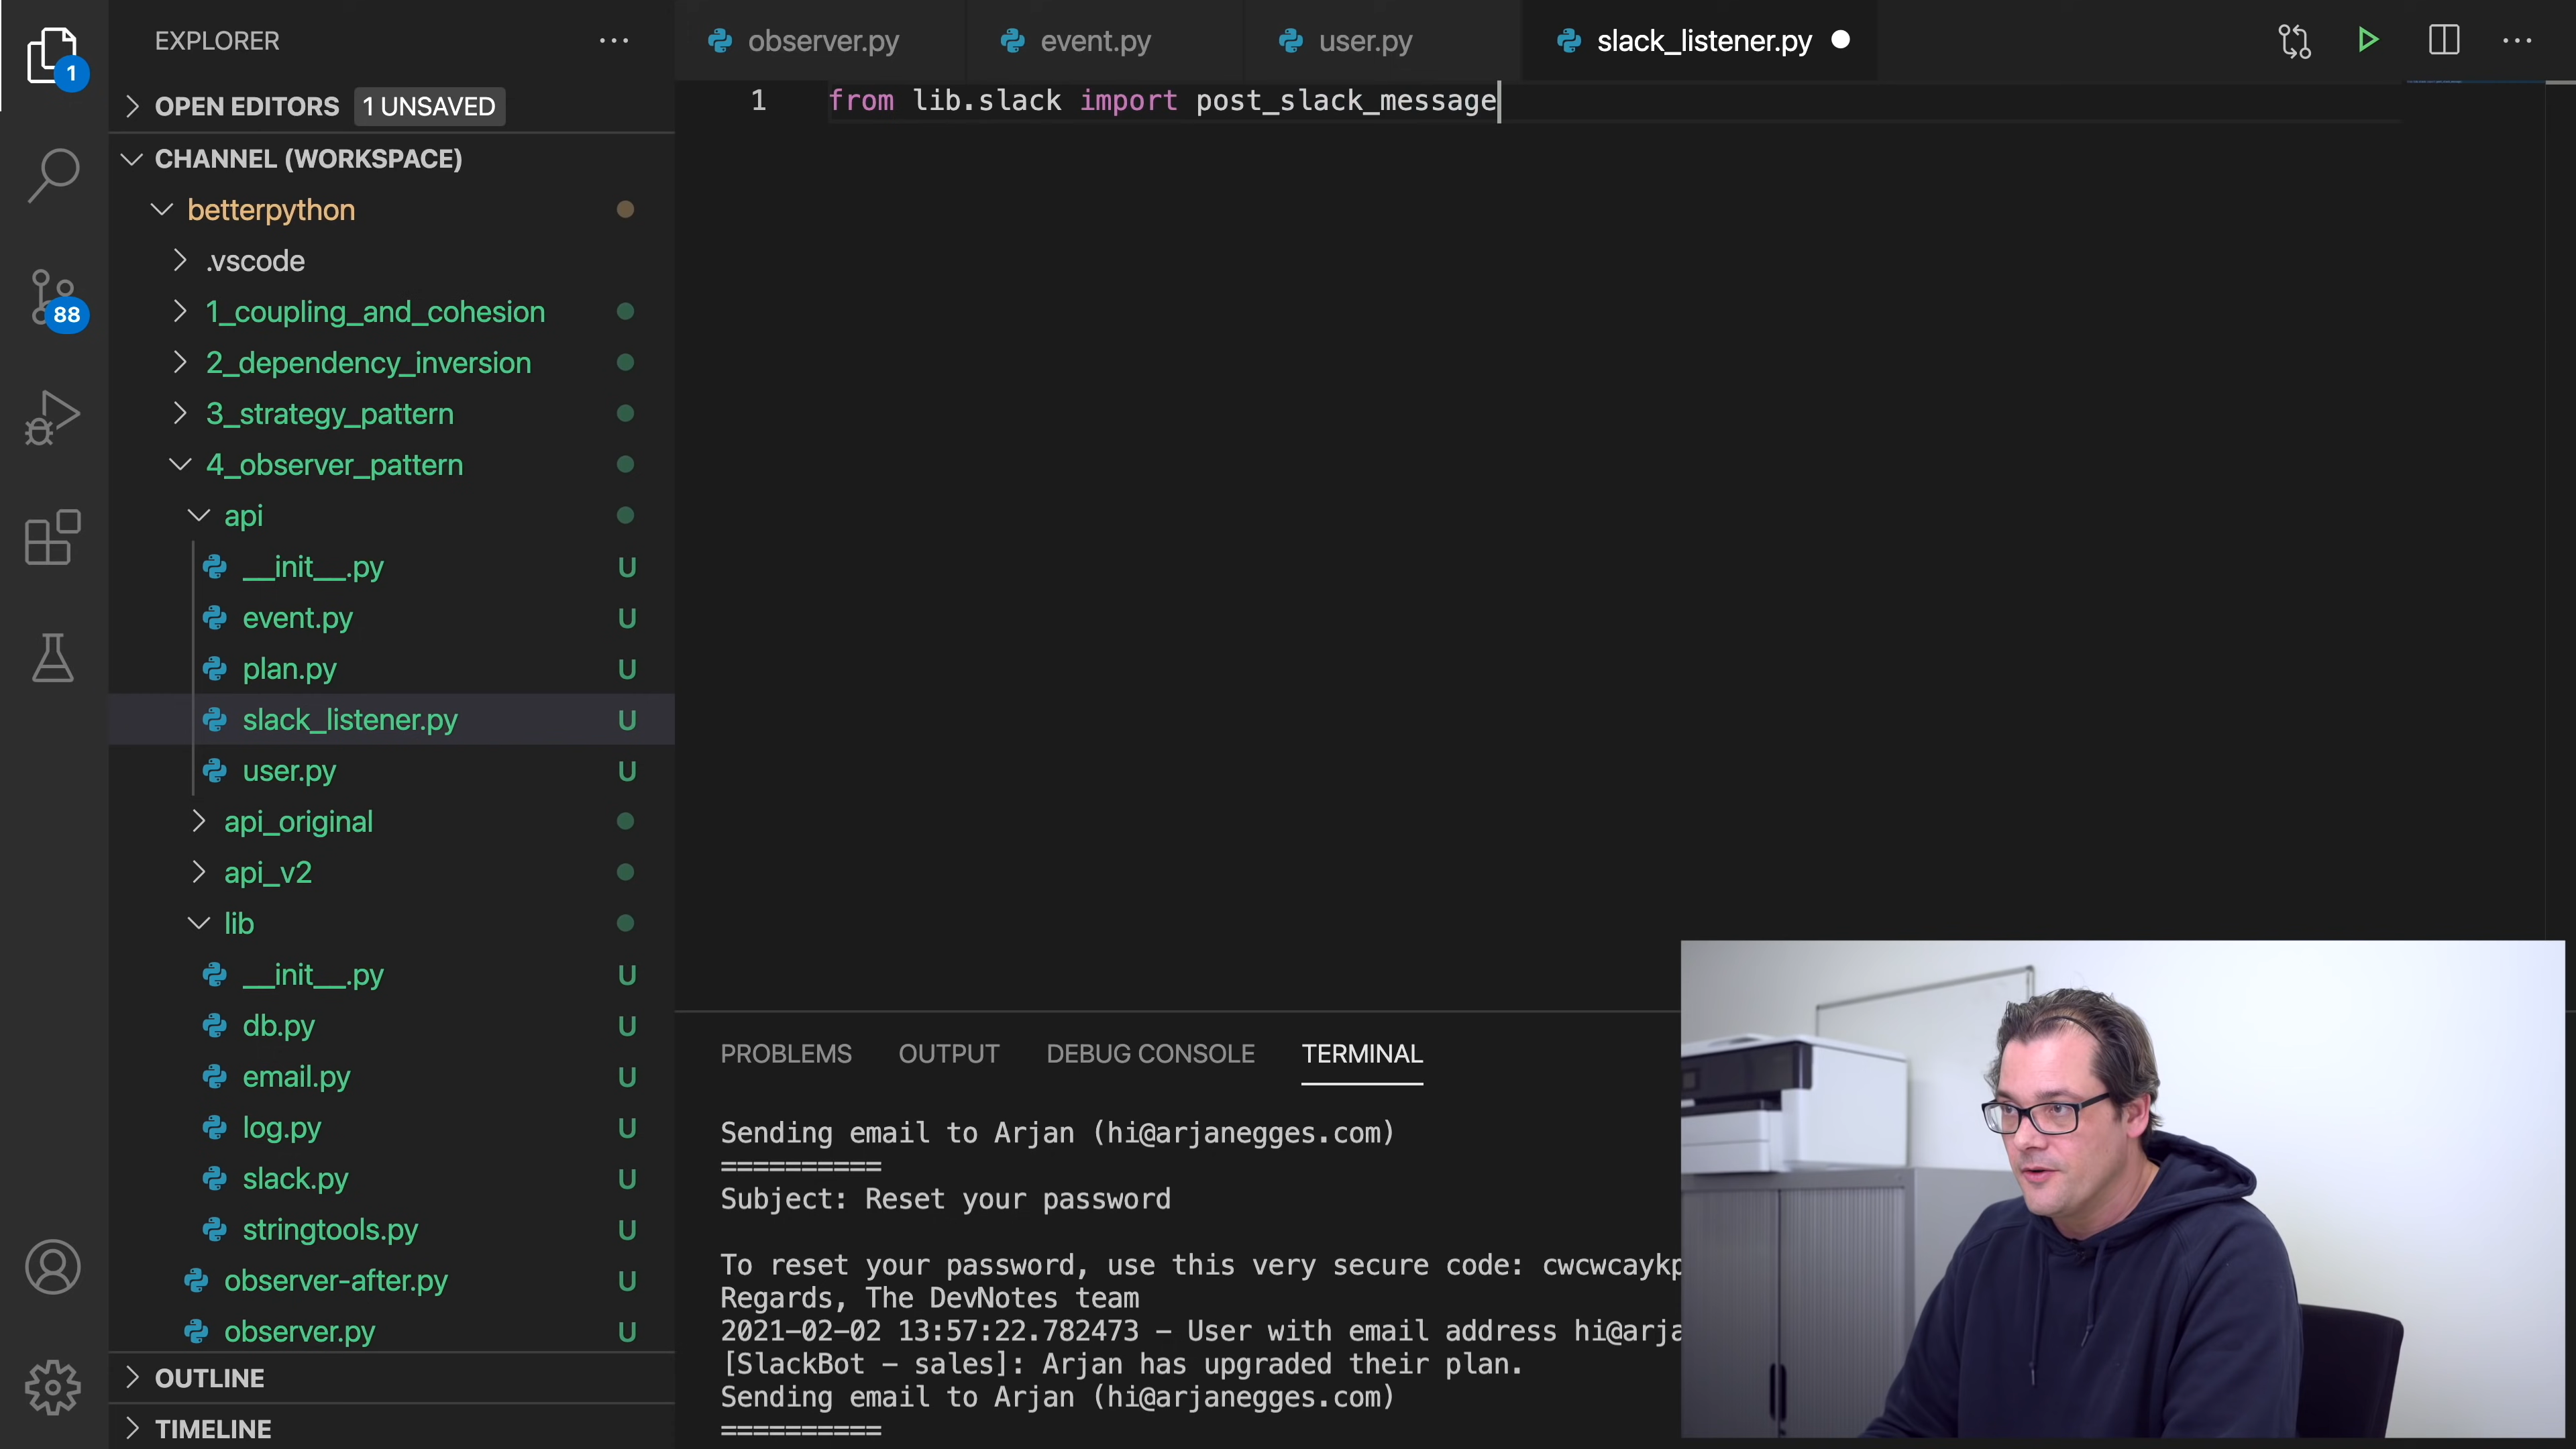 EXPLORER
1
OPEN EDITORS 1 UNSAVED
CHANNEL (WORKSPACE)
betterpython
.vscode
1_coupling_and_cohesion
2_dependency_inversion
3_strategy_pattern
4_observer_pattern
api
__init__.py U
event.py U
plan.py U
slack_listener.py U
user.py U
api_original
api_v2
lib
__init__.py U
db.py U
email.py U
log.py U
slack.py U
stringtools.py U
observer-after.py U
observer.py U
OUTLINE
TIMELINE
88
observer.py event.py user.py slack_listener.py
1 from lib.slack import post_slack_message
PROBLEMS OUTPUT DEBUG CONSOLE TERMINAL
Sending email to Arjan (hi@arjanegges.com)
==========
Subject: Reset your password
To reset your password, use this very secure code: cwcwcaykp
Regards, The DevNotes team
2021-02-02 13:57:22.782473 - User with email address hi@arja
[SlackBot - sales]: Arjan has upgraded their plan.
Sending email to Arjan (hi@arjanegges.com)
==========